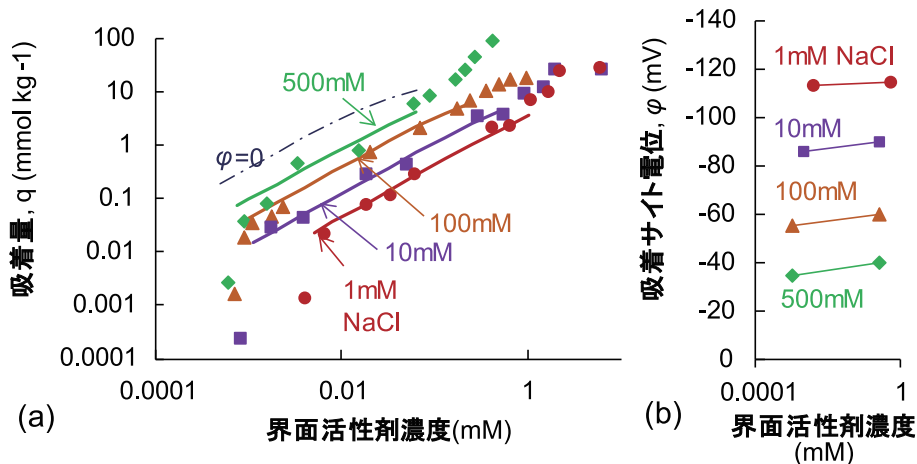 吸着量, q (mmol kg-1)
100
10
1
0.1
0.01
0.001
0.0001
500mM
φ=0
100mM
10mM
1mM
NaCl
0.0001
0.01
1
(a)
界面活性剤濃度(mM)
吸着サイト電位, φ (mV)
-140
-120
-100
-80
-60
-40
-20
0
1mM NaCl
10mM
100mM
500mM
0.0001
1
(b)
界面活性剤濃度
(mM)